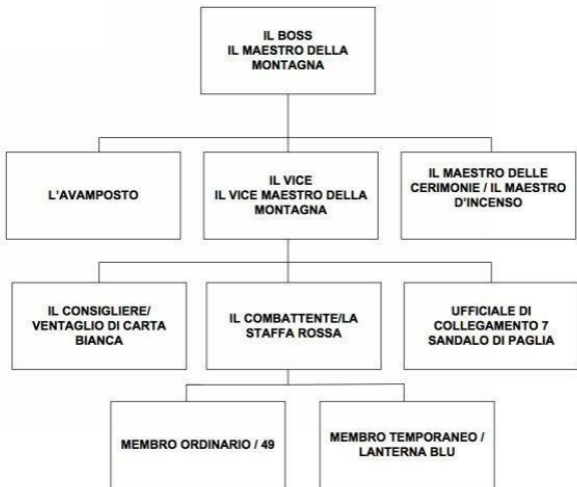 IL BOSS
IL MAESTRO DELLA
MONTAGNA
L'AVAMPOSTO
IL VICE
IL VICE MAESTRO DELLA
MONTAGNA
IL MAESTRO DELLE
CERIMONIE / IL MAESTRO
D'INCENSO
IL CONSIGLIERE/
VENTAGLIO DI CARTA
BIANCA
IL COMBATTENTE/LA
STAFFA ROSSA
UFFICIALE DI
COLLEGAMENTO 7
SANDALO DI PAGLIA
MEMBRO ORDINARIO / 49
MEMBRO TEMPORANEO /
LANTERNA BLU